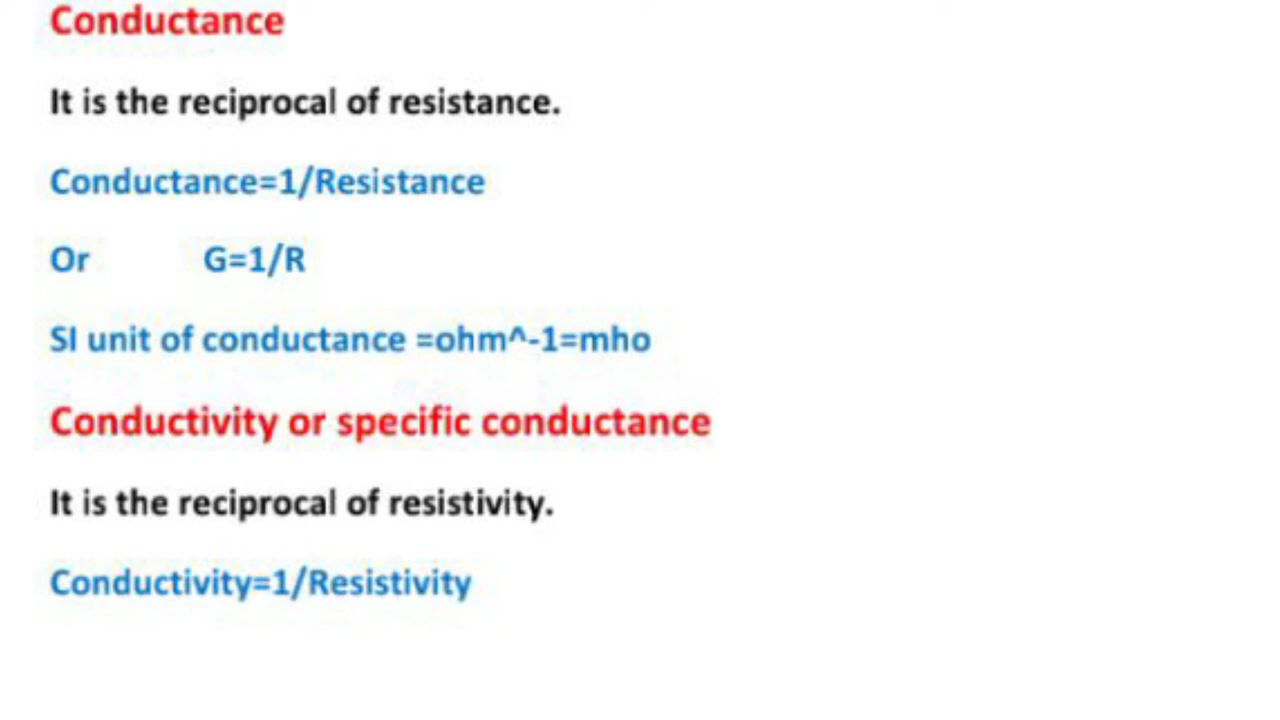 Conductance
It is the reciprocal of resistance.
Conductance=1/Resistance
Or G=1/R
SI unit of conductance =ohm^-1=mho
Conductivity or specific conductance
It is the reciprocal of resistivity.
Conductivity=1/Resistivity